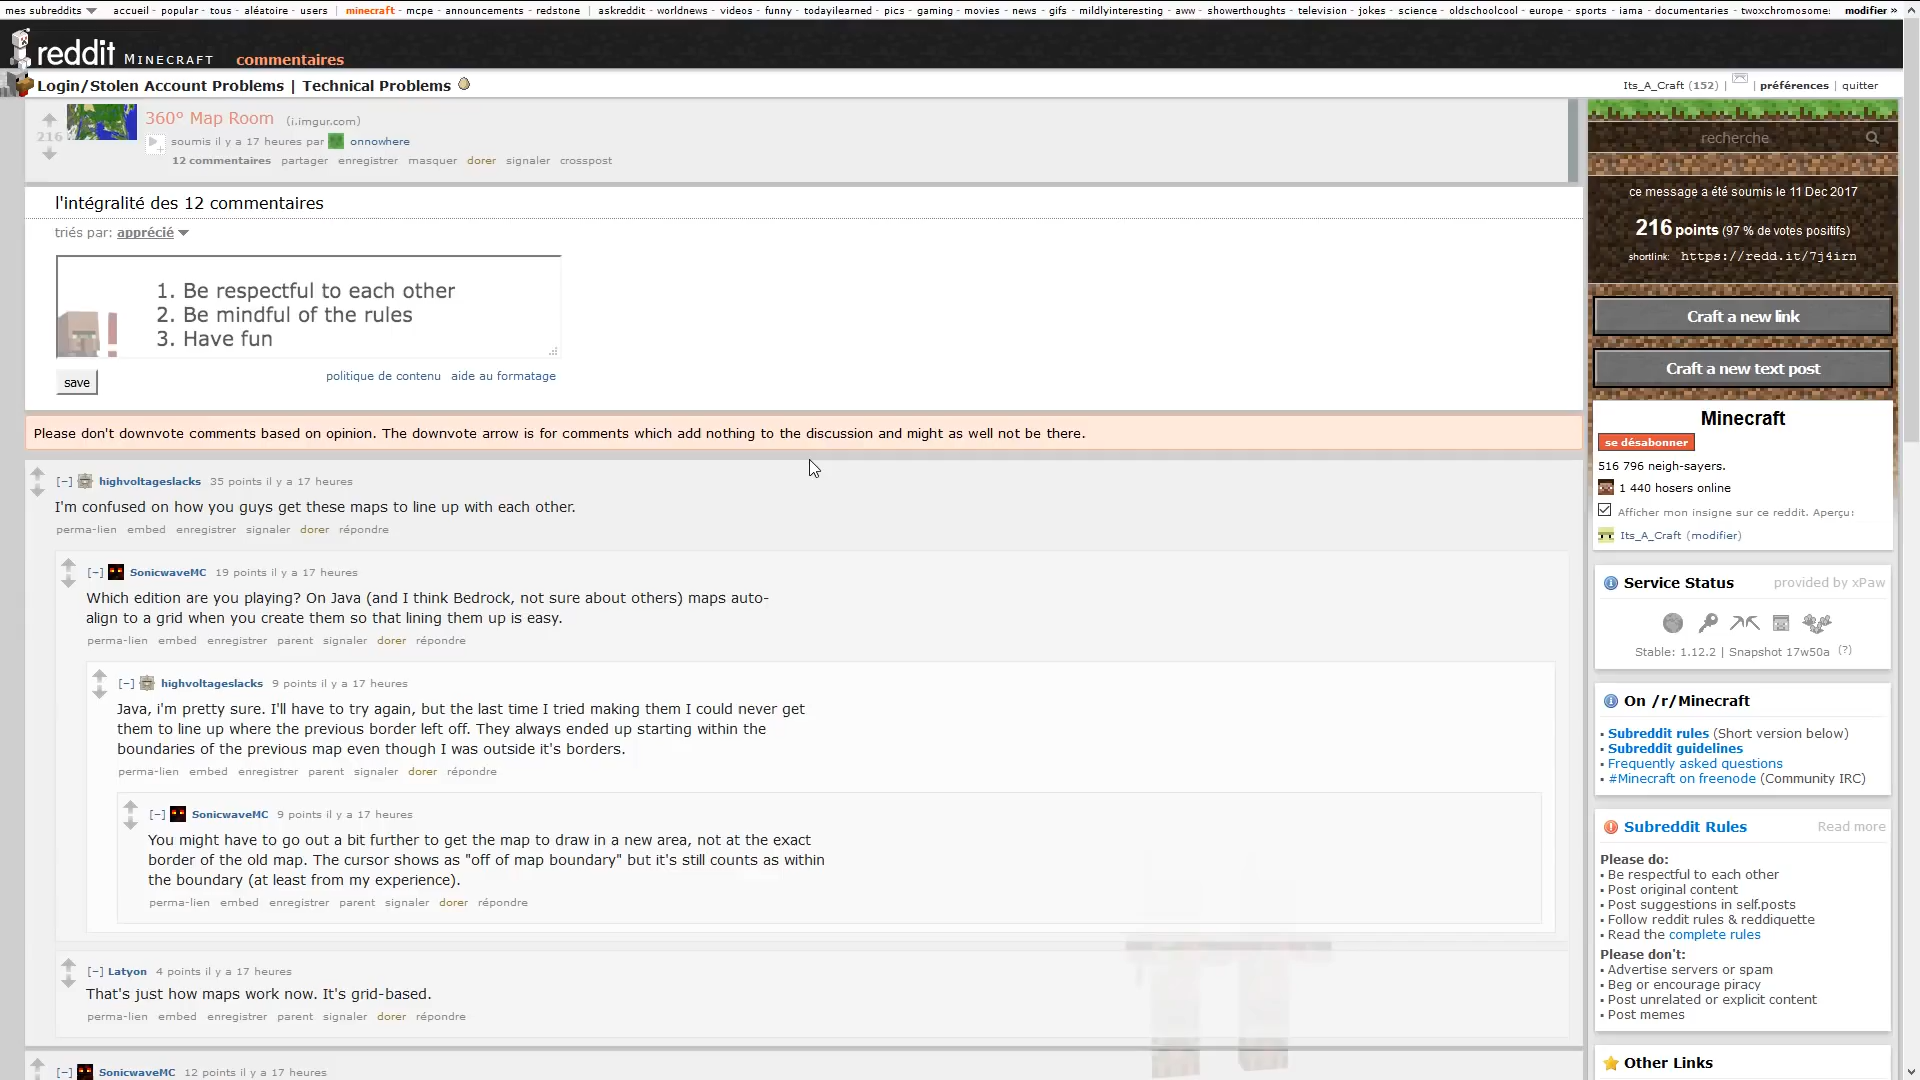 mes subreddits accueil - popular - tous - aléatoire - users | minecraft - mcpe - announcements - redstone | askreddit - worldnews - videos - funny - todayilearned - pics - gaming - movies - news - gifs - mildlyinteresting - aww - showerthoughts - television - jokes - science - oldschoolcool - europe - sports - iama - documentaries - twoxchromosomes modifier »
reddit MINECRAFT commentaires
Login/Stolen Account Problems | Technical Problems
Its_A_Craft (152) | | préférences | quitter
216
360° Map Room (i.imgur.com)
soumis il y a 17 heures par onnowhere
12 commentaires partager enregistrer masquer dorer signaler crosspost
l'intégralité des 12 commentaires
triés par: apprécié
1. Be respectful to each other
2. Be mindful of the rules
3. Have fun
save
politique de contenu aide au formatage
Please don't downvote comments based on opinion. The downvote arrow is for comments which add nothing to the discussion and might as well not be there.
[–] highvoltageslacks 35 points il y a 17 heures
I'm confused on how you guys get these maps to line up with each other.
perma-lien embed enregistrer signaler dorer répondre
[–] SonicwaveMC 19 points il y a 17 heures
Which edition are you playing? On Java (and I think Bedrock, not sure about others) maps auto-
align to a grid when you create them so that lining them up is easy.
perma-lien embed enregistrer parent signaler dorer répondre
[–] highvoltageslacks 9 points il y a 17 heures
Java, i'm pretty sure. I'll have to try again, but the last time I tried making them I could never get
them to line up where the previous border left off. They always ended up starting within the
boundaries of the previous map even though I was outside it's borders.
perma-lien embed enregistrer parent signaler dorer répondre
[–] SonicwaveMC 9 points il y a 17 heures
You might have to go out a bit further to get the map to draw in a new area, not at the exact
border of the old map. The cursor shows as "off of map boundary" but it's still counts as within
the boundary (at least from my experience).
perma-lien embed enregistrer parent signaler dorer répondre
[–] Latyon 4 points il y a 17 heures
That's just how maps work now. It's grid-based.
perma-lien embed enregistrer parent signaler dorer répondre
[–] SonicwaveMC 12 points il y a 17 heures
recherche
ce message a été soumis le 11 Dec 2017
216 points (97 % de votes positifs)
shortlink: https://redd.it/7j4irn
Craft a new link
Craft a new text post
Minecraft
se désabonner
516 796 neigh-sayers.
1 440 hosers online
Afficher mon insigne sur ce reddit. Aperçu:
Its_A_Craft (modifier)
Service Status provided by xPaw
Stable: 1.12.2 | Snapshot 17w50a (?)
On /r/Minecraft
▪ Subreddit rules (Short version below)
▪ Subreddit guidelines
▪ Frequently asked questions
▪ #Minecraft on freenode (Community IRC)
Subreddit Rules Read more
Please do:
▪ Be respectful to each other
▪ Post original content
▪ Post suggestions in self.posts
▪ Follow reddit rules & reddiquette
▪ Read the complete rules
Please don't:
▪ Advertise servers or spam
▪ Beg or encourage piracy
▪ Post unrelated or explicit content
▪ Post memes
Other Links